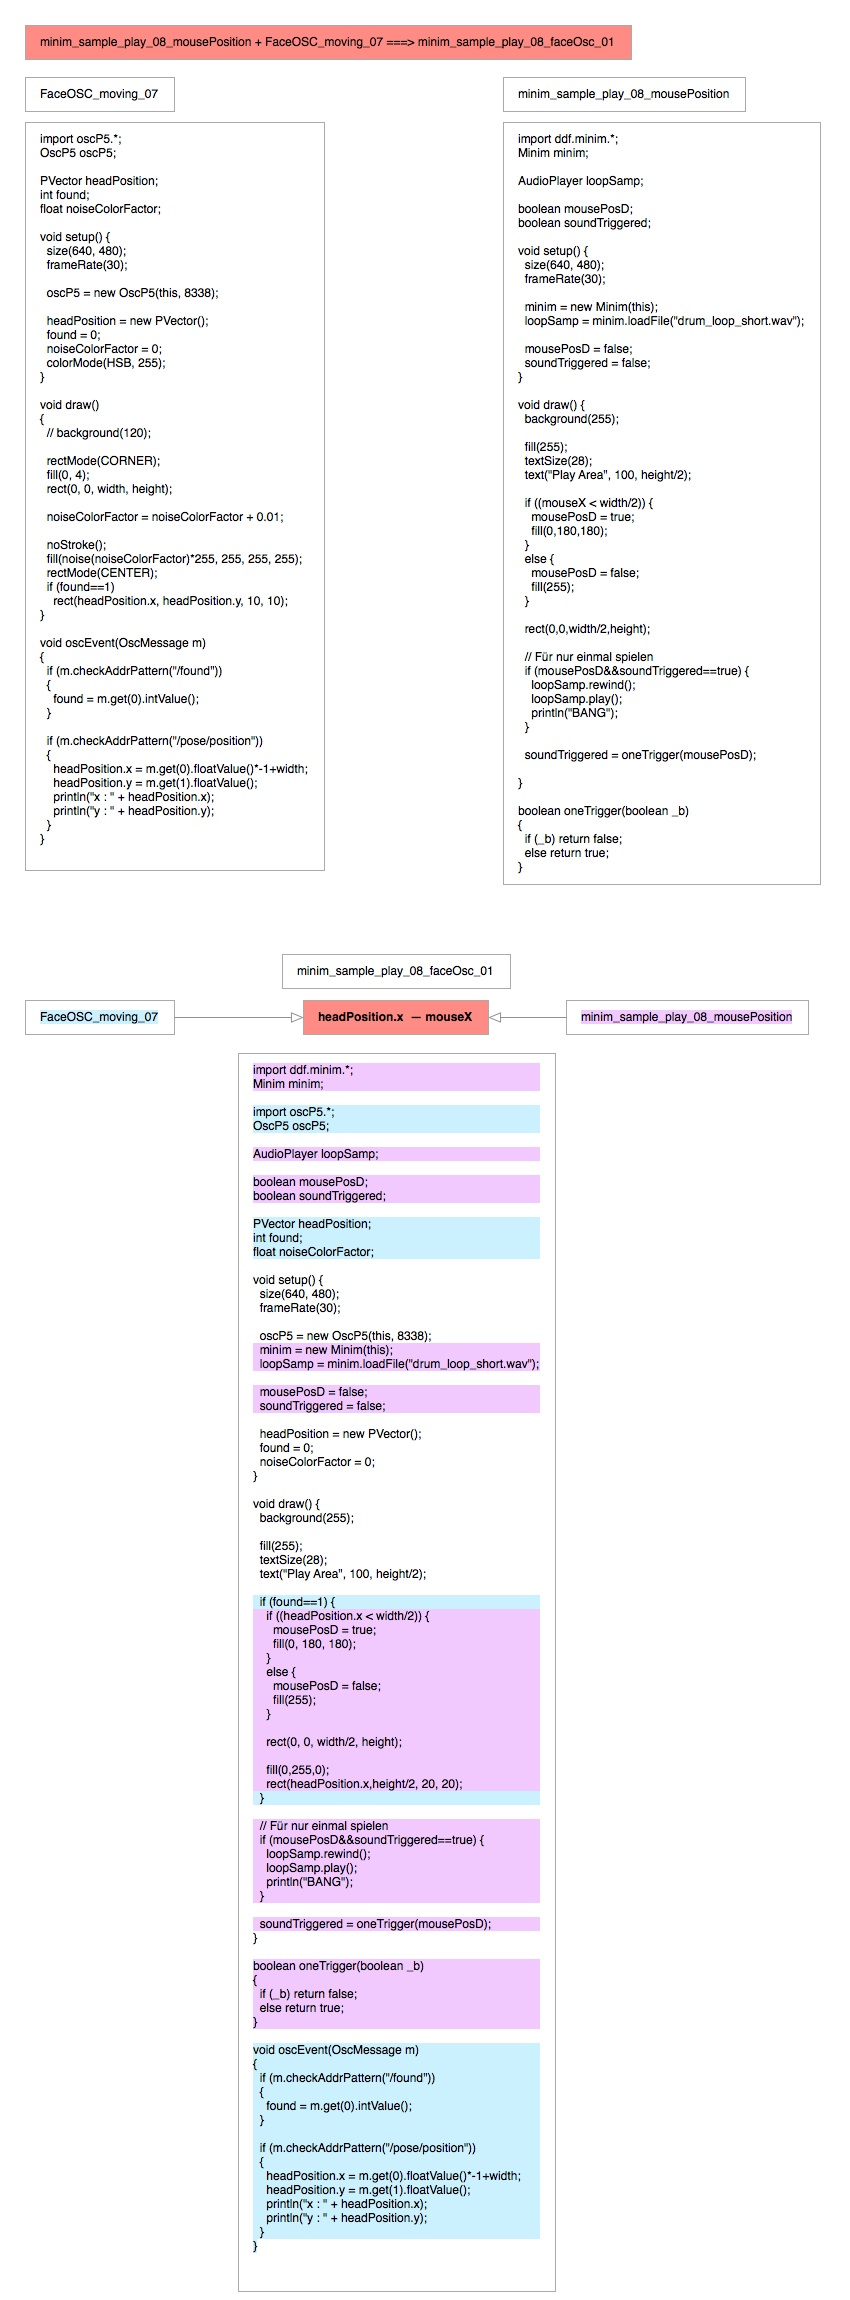 minim_sample_play_08_mousePosition + FaceOSC_moving_07 ===> minim_sample_play_08_faceOsc_01
FaceOSC_moving_07
import oscP5.*;
OscP5 oscP5;

PVector headPosition;
int found;
float noiseColorFactor;

void setup() {
  size(640, 480);
  frameRate(30);

  oscP5 = new OscP5(this, 8338);

  headPosition = new PVector();
  found = 0;
  noiseColorFactor = 0;
  colorMode(HSB, 255);
}

void draw()
{
  // background(120);

  rectMode(CORNER);
  fill(0, 4);
  rect(0, 0, width, height);

  noiseColorFactor = noiseColorFactor + 0.01;

  noStroke();
  fill(noise(noiseColorFactor)*255, 255, 255, 255);
  rectMode(CENTER);
  if (found==1)
    rect(headPosition.x, headPosition.y, 10, 10);
}

void oscEvent(OscMessage m)
{
  if (m.checkAddrPattern("/found"))
  {
    found = m.get(0).intValue();
  }

  if (m.checkAddrPattern("/pose/position"))
  {
    headPosition.x = m.get(0).floatValue()*-1+width;
    headPosition.y = m.get(1).floatValue();
    println("x : " + headPosition.x);
    println("y : " + headPosition.y);
  }
}
minim_sample_play_08_mousePosition
import ddf.minim.*;
Minim minim;

AudioPlayer loopSamp;

boolean mousePosD;
boolean soundTriggered;

void setup() {
  size(640, 480);
  frameRate(30);

  minim = new Minim(this);
  loopSamp = minim.loadFile("drum_loop_short.wav");

  mousePosD = false;
  soundTriggered = false;
}

void draw() {
  background(255);

  fill(255);
  textSize(28);
  text("Play Area", 100, height/2);

  if ((mouseX < width/2)) {
    mousePosD = true;
    fill(0,180,180);
  }
  else {
    mousePosD = false;
    fill(255);
  }

  rect(0,0,width/2,height);

  // Für nur einmal spielen
  if (mousePosD&&soundTriggered==true) {
    loopSamp.rewind();
    loopSamp.play();
    println("BANG");
  }

  soundTriggered = oneTrigger(mousePosD);

}

boolean oneTrigger(boolean _b)
{
  if (_b) return false;
  else return true;
}
minim_sample_play_08_faceOsc_01
FaceOSC_moving_07
headPosition.x — mouseX
minim_sample_play_08_mousePosition
import ddf.minim.*;
Minim minim;

import oscP5.*;
OscP5 oscP5;

AudioPlayer loopSamp;

boolean mousePosD;
boolean soundTriggered;

PVector headPosition;
int found;
float noiseColorFactor;

void setup() {
  size(640, 480);
  frameRate(30);

  oscP5 = new OscP5(this, 8338);
  minim = new Minim(this);
  loopSamp = minim.loadFile("drum_loop_short.wav");

  mousePosD = false;
  soundTriggered = false;

  headPosition = new PVector();
  found = 0;
  noiseColorFactor = 0;
}

void draw() {
  background(255);

  fill(255);
  textSize(28);
  text("Play Area", 100, height/2);

  if (found==1) {
    if ((headPosition.x < width/2)) {
      mousePosD = true;
      fill(0, 180, 180);
    }
    else {
      mousePosD = false;
      fill(255);
    }

    rect(0, 0, width/2, height);

    fill(0,255,0);
    rect(headPosition.x,height/2, 20, 20);
  }

  // Für nur einmal spielen
  if (mousePosD&&soundTriggered==true) {
    loopSamp.rewind();
    loopSamp.play();
    println("BANG");
  }

  soundTriggered = oneTrigger(mousePosD);
}

boolean oneTrigger(boolean _b)
{
  if (_b) return false;
  else return true;
}

void oscEvent(OscMessage m)
{
  if (m.checkAddrPattern("/found"))
  {
    found = m.get(0).intValue();
  }

  if (m.checkAddrPattern("/pose/position"))
  {
    headPosition.x = m.get(0).floatValue()*-1+width;
    headPosition.y = m.get(1).floatValue();
    println("x : " + headPosition.x);
    println("y : " + headPosition.y);
  }
}